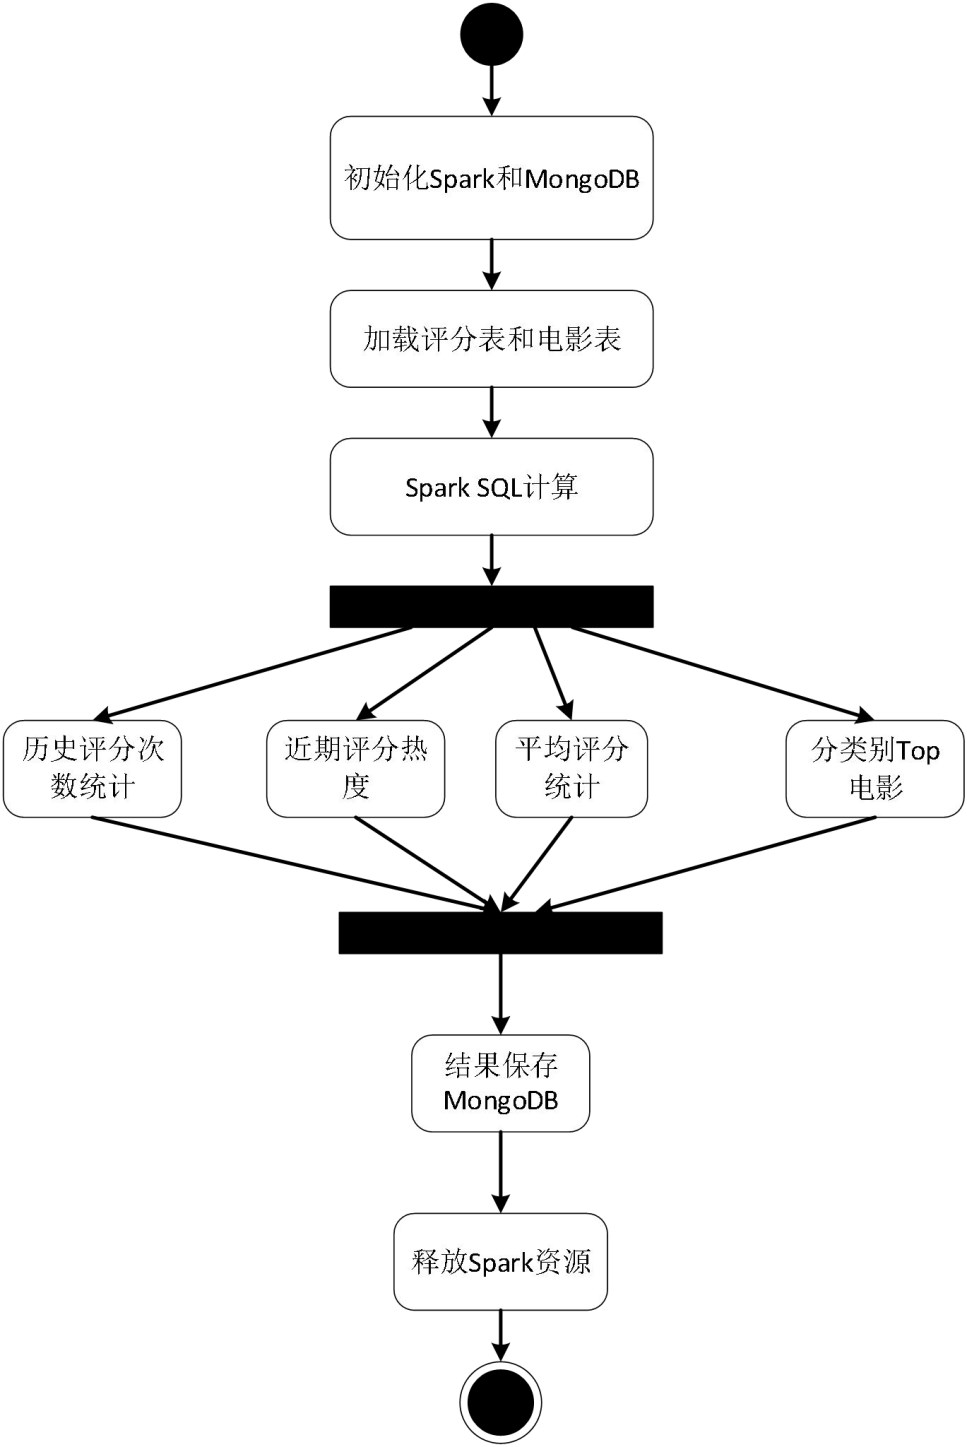 初始化Spark和MongoDB
加载评分表和电影表
Spark SQL计算
历史评分次
数统计
近期评分热
度
平均评分
统计
分类别Top
电影
结果保存
MongoDB
释放Spark资源